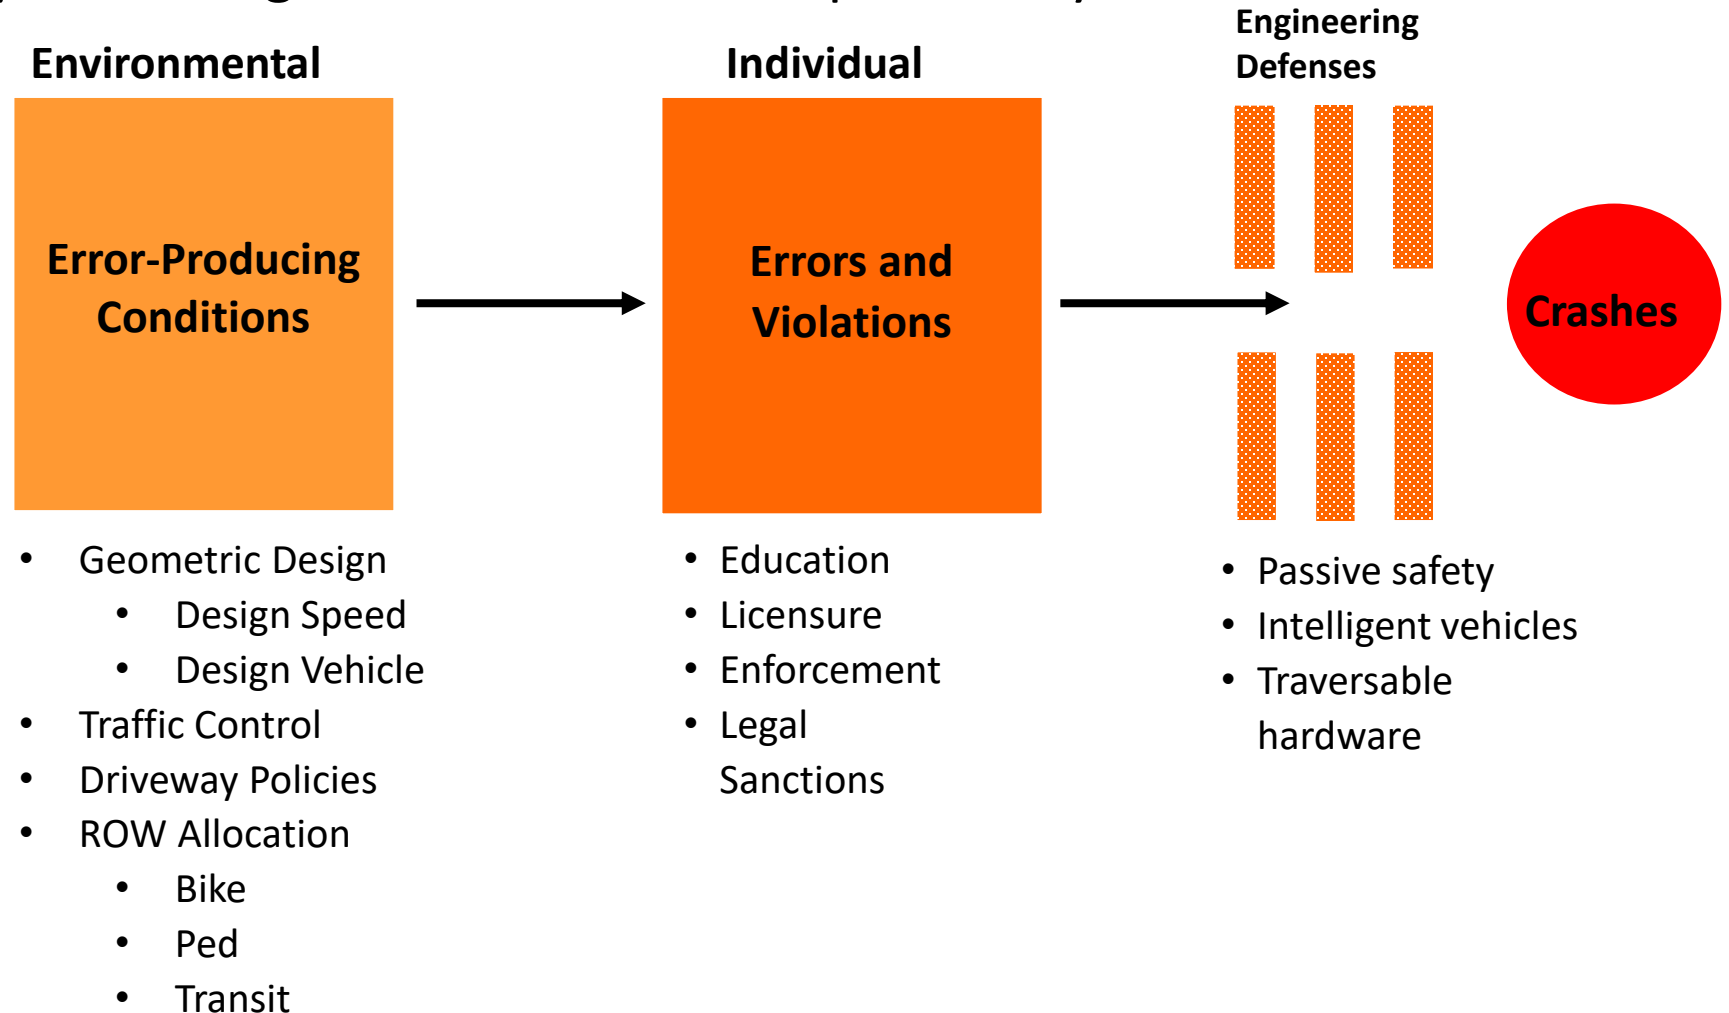 Environmental
Error-Producing
Conditions
• Geometric Design
• Design Speed
• Design Vehicle
• Traffic Control
• Driveway Policies
• ROW Allocation
• Bike
• Ped
• Transit
Individual
Errors and
Violations
• Education
• Licensure
• Enforcement
• Legal
Sanctions
Engineering
Defenses
• Passive safety
• Intelligent vehicles
• Traversable
hardware
Crashes